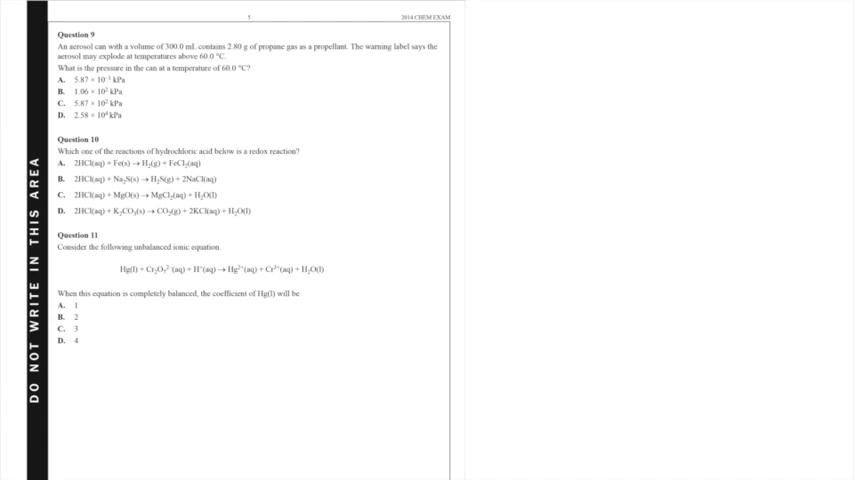 5
2014 CHEM EXAM
Question 9
An aerosol can with a volume of 300.0 mL contains 2.80 g of propane gas as a propellant. The warning label says the
aerosol may explode at temperatures above 60.0 °C.
What is the pressure in the can at a temperature of 60.0 °C?
A. 5.87 × 10⁻¹ kPa
B. 1.06 × 10² kPa
C. 5.87 × 10² kPa
D. 2.58 × 10⁴ kPa
Question 10
Which one of the reactions of hydrochloric acid below is a redox reaction?
A. 2HCl(aq) + Fe(s) → H₂(g) + FeCl₂(aq)
B. 2HCl(aq) + Na₂S(s) → H₂S(g) + 2NaCl(aq)
C. 2HCl(aq) + MgO(s) → MgCl₂(aq) + H₂O(l)
D. 2HCl(aq) + K₂CO₃(s) → CO₂(g) + 2KCl(aq) + H₂O(l)
Question 11
Consider the following unbalanced ionic equation.
Hg(l) + Cr₂O₇²⁻(aq) + H⁺(aq) → Hg²⁺(aq) + Cr³⁺(aq) + H₂O(l)
When this equation is completely balanced, the coefficient of Hg(l) will be
A. 1
B. 2
C. 3
D. 4
DO NOT WRITE IN THIS AREA